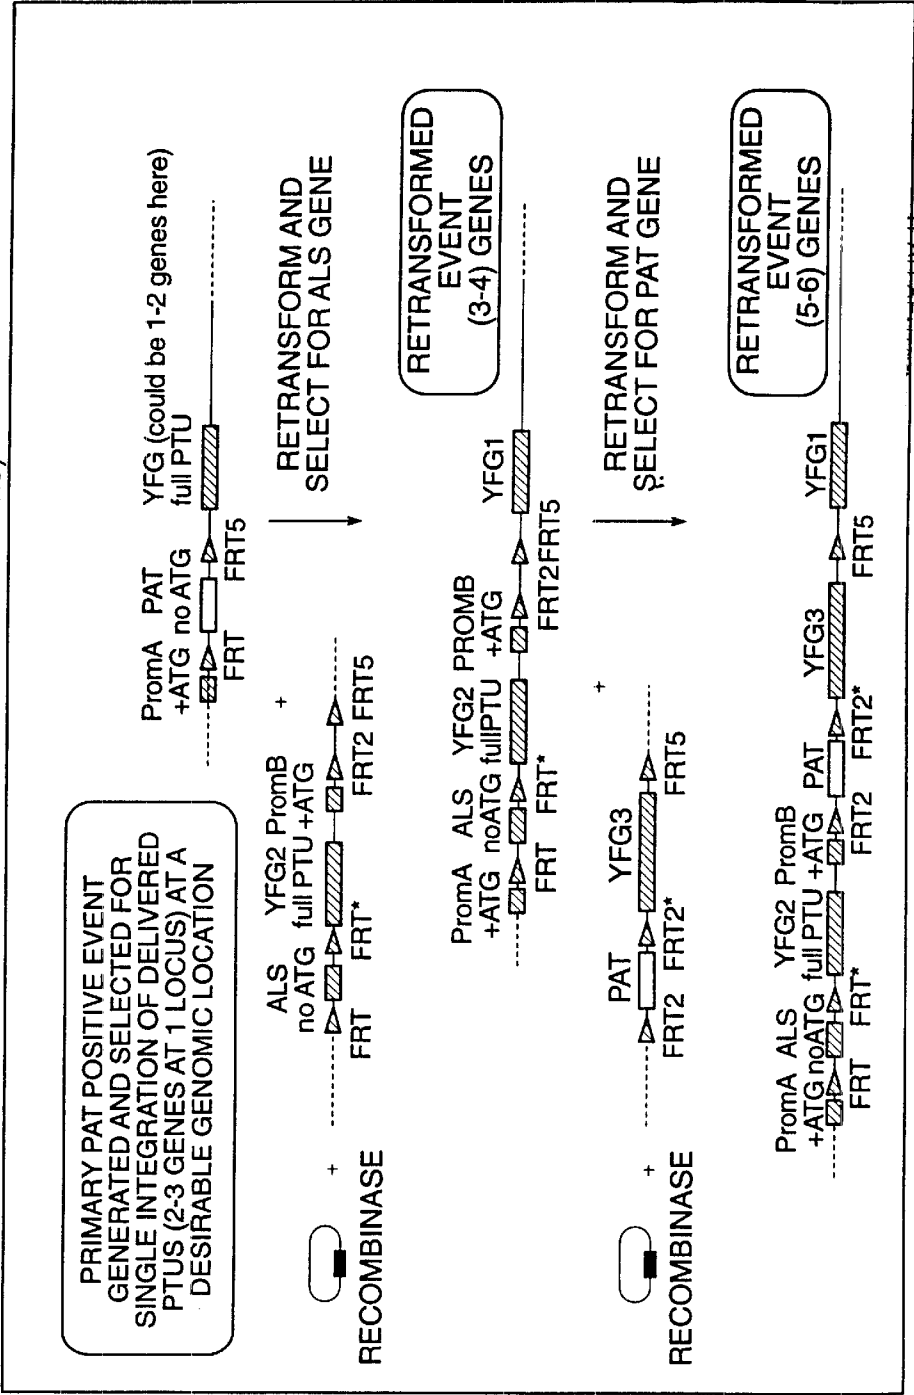 PRIMARY PAT POSITIVE EVENT
GENERATED AND SELECTED FOR
SINGLE INTEGRATION OF DELIVERED
PTUS (2-3 GENES AT 1 LOCUS) AT A
DESIRABLE GENOMIC LOCATION
PromA PAT YFG (could be 1-2 genes here)
+ATG no ATG full PTU
FRT FRT5
ALS YFG2 PromB
no ATG full PTU +ATG
+ +
FRT FRT* FRT2 FRT5
RECOMBINASE
RETRANSFORM AND
SELECT FOR ALS GENE
PromA ALS YFG2 PROMB
+ATG noATG fullPTU +ATG YFG1
FRT FRT* FRT2FRT5
RETRANSFORMED
EVENT
(3-4) GENES
PAT YFG3
+ +
FRT2 FRT2* FRT5
RECOMBINASE
RETRANSFORM AND
SELECT FOR PAT GENE
PromA ALS YFG2 PromB
+ATG noATG full PTU +ATG PAT YFG3 YFG1
FRT FRT* FRT2 FRT2* FRT5
RETRANSFORMED
EVENT
(5-6) GENES